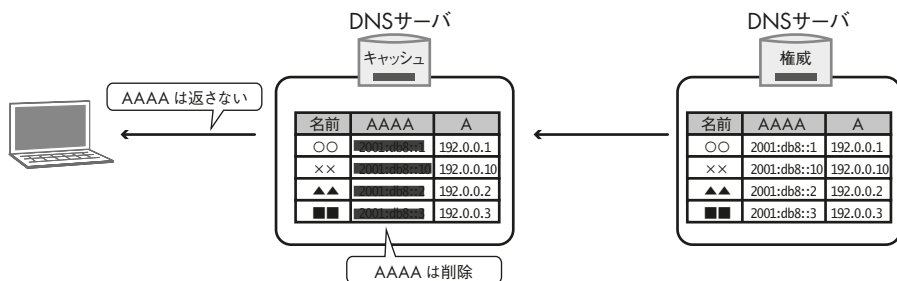 DNSサーバ
キャッシュ
AAAA は返さない
名前 AAAA A
○○ 2001:db8::1 192.0.0.1
×× 2001:db8::10 192.0.0.10
▲▲ 2001:db8::2 192.0.0.2
■■ 2001:db8::3 192.0.0.3
AAAA は削除
DNSサーバ
権威
名前 AAAA A
○○ 2001:db8::1 192.0.0.1
×× 2001:db8::10 192.0.0.10
▲▲ 2001:db8::2 192.0.0.2
■■ 2001:db8::3 192.0.0.3